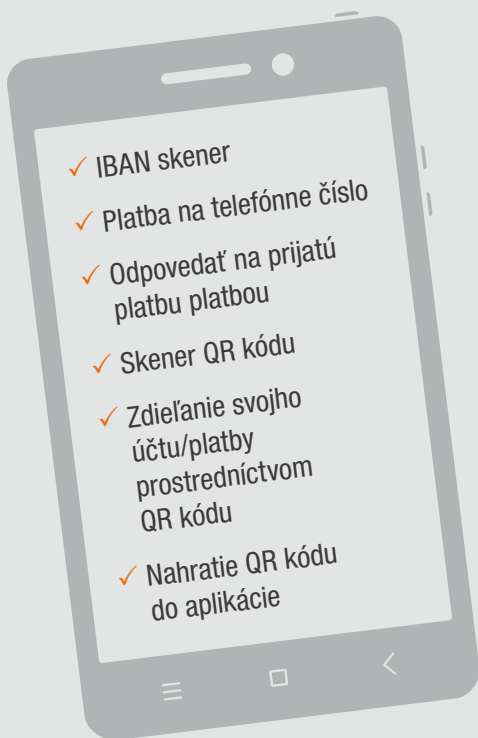 IBAN skener
Platba na telefónne číslo
Odpovedať na prijatú
platbu platbou
Skener QR kódu
Zdieľanie svojho
účtu/platby
prostredníctvom
QR kódu
Nahratie QR kódu
do aplikácie